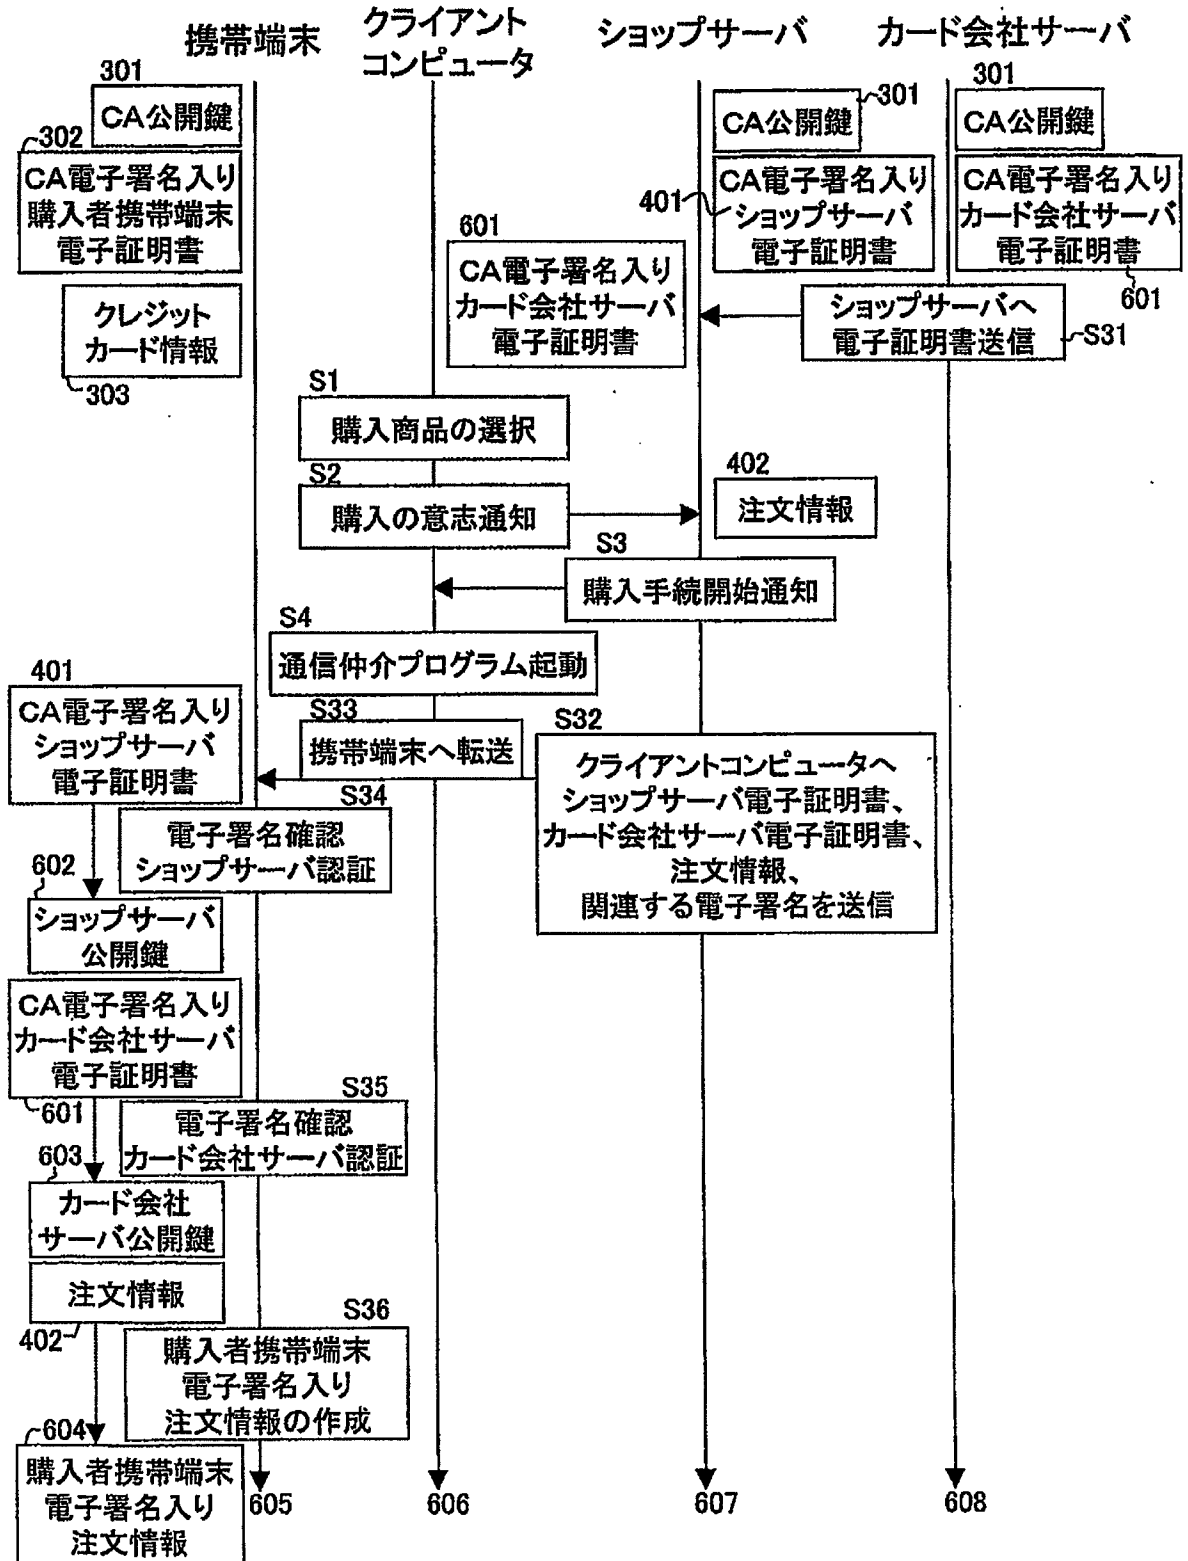 携帯端末
クライアント
コンピュータ
ショップサーバ
カード会社サーバ
301
CA公開鍵
302
CA電子署名入り
購入者携帯端末
電子証明書
クレジット
カード情報
303
601
CA電子署名入り
カード会社サーバ
電子証明書
301
CA公開鍵
401
CA電子署名入り
ショップサーバ
電子証明書
301
CA公開鍵
CA電子署名入り
カード会社サーバ
電子証明書
601
ショップサーバへ
電子証明書送信
S31
S1
購入商品の選択
S2
購入の意志通知
402
注文情報
S3
購入手続開始通知
S4
通信仲介プログラム起動
401
CA電子署名入り
ショップサーバ
電子証明書
S33
携帯端末へ転送
S32
クライアントコンピュータへ
ショップサーバ電子証明書、
カード会社サーバ電子証明書、
注文情報、
関連する電子署名を送信
S34
電子署名確認
ショップサーバ認証
602
ショップサーバ
公開鍵
CA電子署名入り
カード会社サーバ
電子証明書
601
S35
電子署名確認
カード会社サーバ認証
603
カード会社
サーバ公開鍵
注文情報
402
S36
購入者携帯端末
電子署名入り
注文情報の作成
604
購入者携帯端末
電子署名入り
注文情報
605
606
607
608